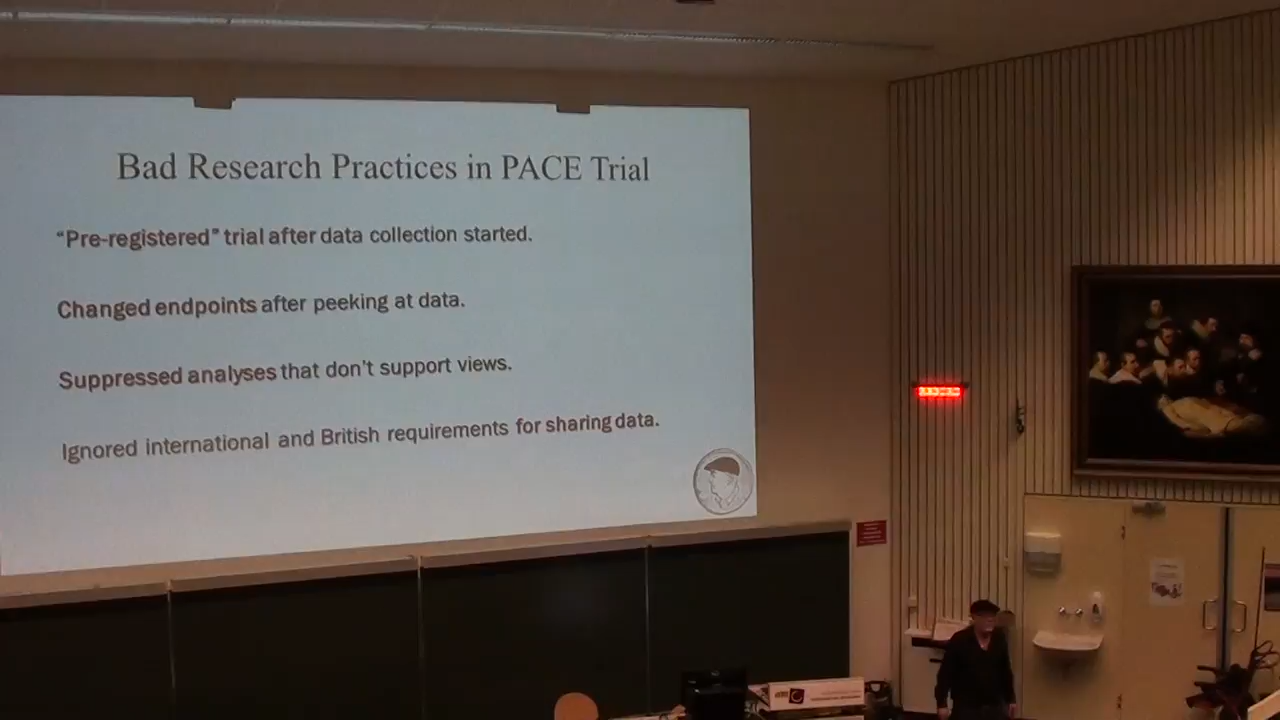 Bad Research Practices in PACE Trial
“Pre-registered” trial after data collection started.
Changed endpoints after peeking at data.
Suppressed analyses that don’t support views.
Ignored international and British requirements for sharing data.